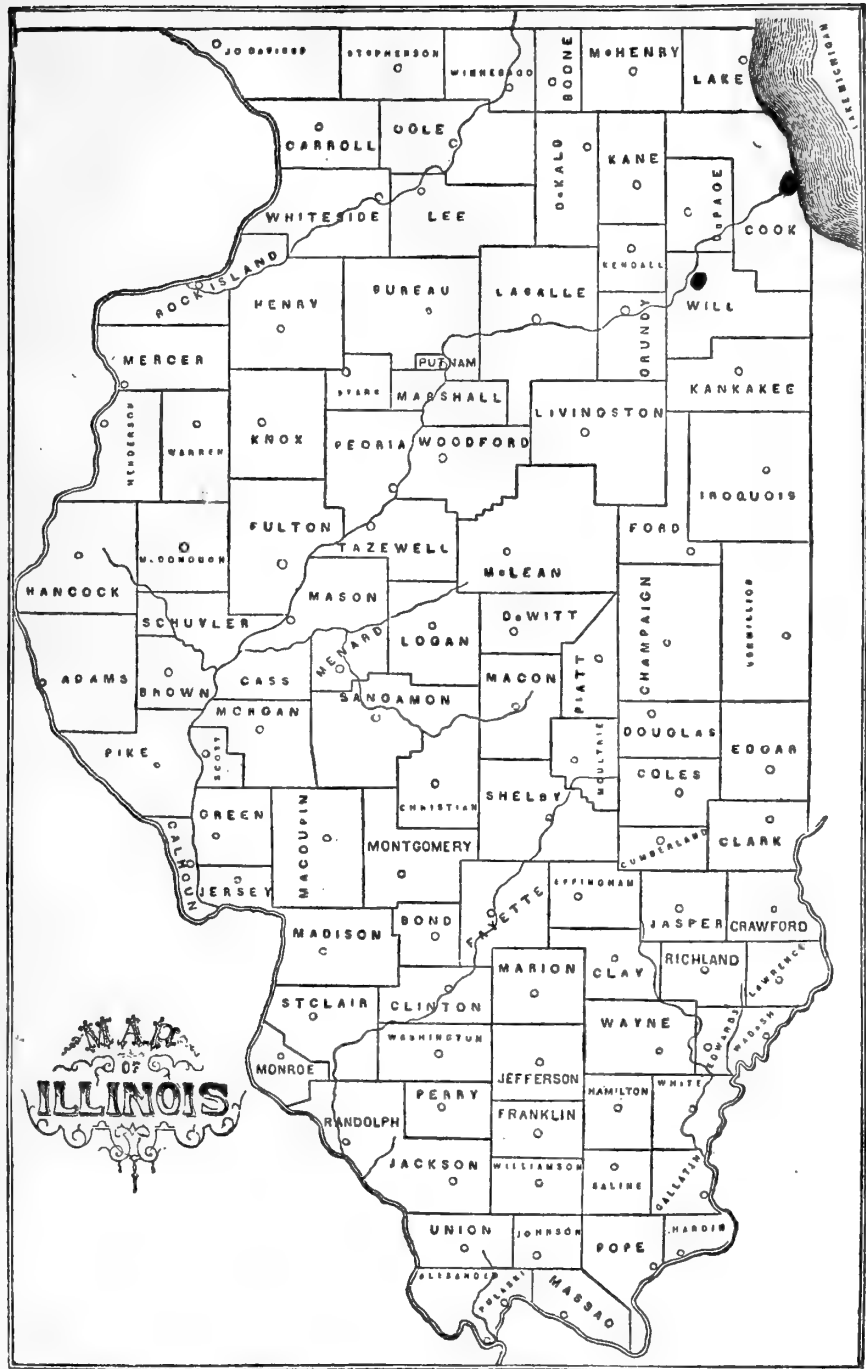 JO DAVIESS
STEPHENSON
WINNEBAGO
BOONE
McHENRY
LAKE
LAKE MICHIGAN
CARROLL
OGLE
DeKALB
KANE
DuPAGE
COOK
WHITESIDE
LEE
KENDALL
ROCK ISLAND
HENRY
BUREAU
LASALLE
GRUNDY
WILL
MERCER
PUTNAM
STARK
MARSHALL
LIVINGSTON
KANKAKEE
HENDERSON
WARREN
KNOX
PEORIA
WOODFORD
IROQUOIS
HANCOCK
McDONOUGH
FULTON
TAZEWELL
McLEAN
FORD
SCHUYLER
MASON
LOGAN
DeWITT
CHAMPAIGN
VERMILLION
ADAMS
BROWN
CASS
MENARD
SANGAMON
MACON
PIATT
MORGAN
PIKE
SCOTT
CHRISTIAN
SHELBY
MOULTRIE
DOUGLAS
EDGAR
COLES
CALHOUN
GREEN
MACOUPIN
MONTGOMERY
CUMBERLAND
CLARK
JERSEY
FAYETTE
EFFINGHAM
JASPER
CRAWFORD
MADISON
BOND
MARION
CLAY
RICHLAND
LAWRENCE
ST CLAIR
CLINTON
WAYNE
EDWARDS
WABASH
MONROE
WASHINGTON
JEFFERSON
HAMILTON
WHITE
RANDOLPH
PERRY
FRANKLIN
JACKSON
WILLIAMSON
SALINE
GALLATIN
UNION
JOHNSON
POPE
HARDIN
ALEXANDER
PULASKI
MASSAC
MAP
OF
ILLINOIS